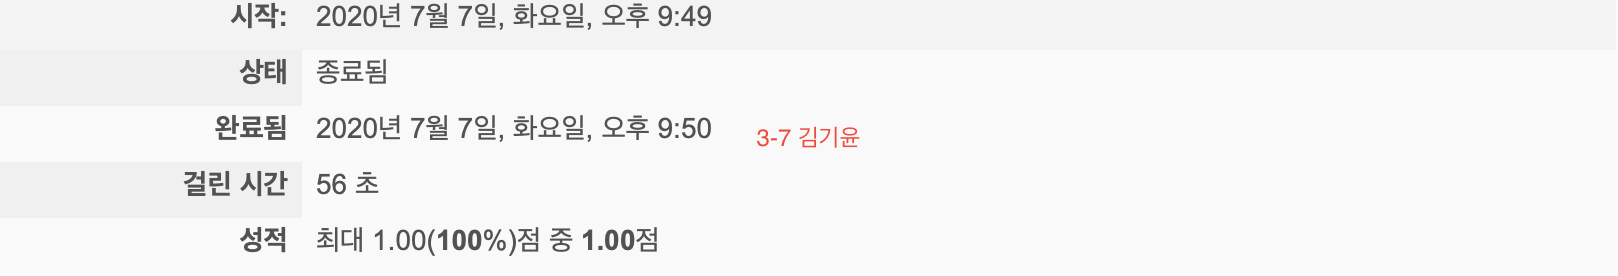 시작: 2020년 7월 7일, 화요일, 오후 9:49
상태 종료됨
완료됨 2020년 7월 7일, 화요일, 오후 9:50 3-7 김기윤
걸린 시간 56 초
성적 최대 1.00(100%)점 중 1.00점